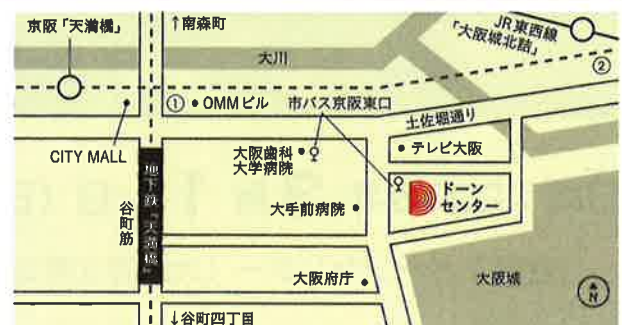 京阪「天満橋」
↑南森町
JR東西線
「大阪城北詰」
大川
②
① • OMMビル
市バス京阪東口
土佐堀通り
CITY MALL
大阪歯科
大学病院
テレビ大阪
地下鉄「天満橋」
谷町筋
大手前病院
ドーン
センター
大阪府庁
大阪城
N
↓谷町四丁目